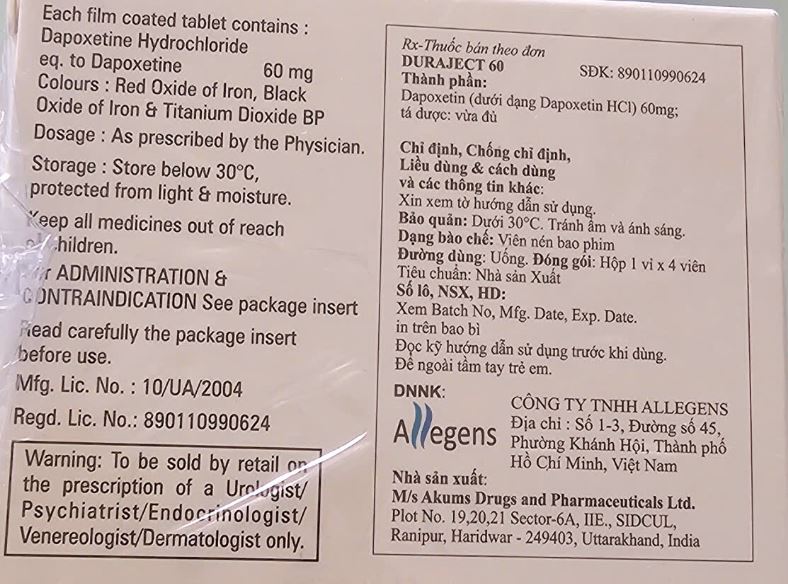 Each film coated tablet contains :
Dapoxetine Hydrochloride
eq. to Dapoxetine 60 mg
Colours : Red Oxide of Iron, Black
Oxide of Iron & Titanium Dioxide BP
Dosage : As prescribed by the Physician.
Storage : Store below 30°C,
protected from light & moisture.
Keep all medicines out of reach
of children.
For ADMINISTRATION &
CONTRAINDICATION See package insert
Read carefully the package insert
before use.
Mfg. Lic. No. : 10/UA/2004
Regd. Lic. No.: 890110990624
Warning: To be sold by retail on
the prescription of a Urologist/
Psychiatrist/Endocrinologist/
Venereologist/Dermatologist only.
Rx-Thuốc bán theo đơn
DURAJECT 60 SĐK: 890110990624
Thành phần:
Dapoxetin (dưới dạng Dapoxetin HCl) 60mg;
tá dược: vừa đủ
Chỉ định, Chống chỉ định,
Liều dùng & cách dùng
và các thông tin khác:
Xin xem tờ hướng dẫn sử dụng.
Bảo quản: Dưới 30°C. Tránh ẩm và ánh sáng.
Dạng bào chế: Viên nén bao phim
Đường dùng: Uống. Đóng gói: Hộp 1 vỉ x 4 viên
Tiêu chuẩn: Nhà sản Xuất
Số lô, NSX, HD:
Xem Batch No, Mfg. Date, Exp. Date.
in trên bao bì
Đọc kỹ hướng dẫn sử dụng trước khi dùng.
Để ngoài tầm tay trẻ em.
DNNK:
Allegens
CÔNG TY TNHH ALLEGENS
Địa chỉ : Số 1-3, Đường số 45,
Phường Khánh Hội, Thành phố
Hồ Chí Minh, Việt Nam
Nhà sản xuất:
M/s Akums Drugs and Pharmaceuticals Ltd.
Plot No. 19,20,21 Sector-6A, IIE., SIDCUL,
Ranipur, Haridwar - 249403, Uttarakhand, India